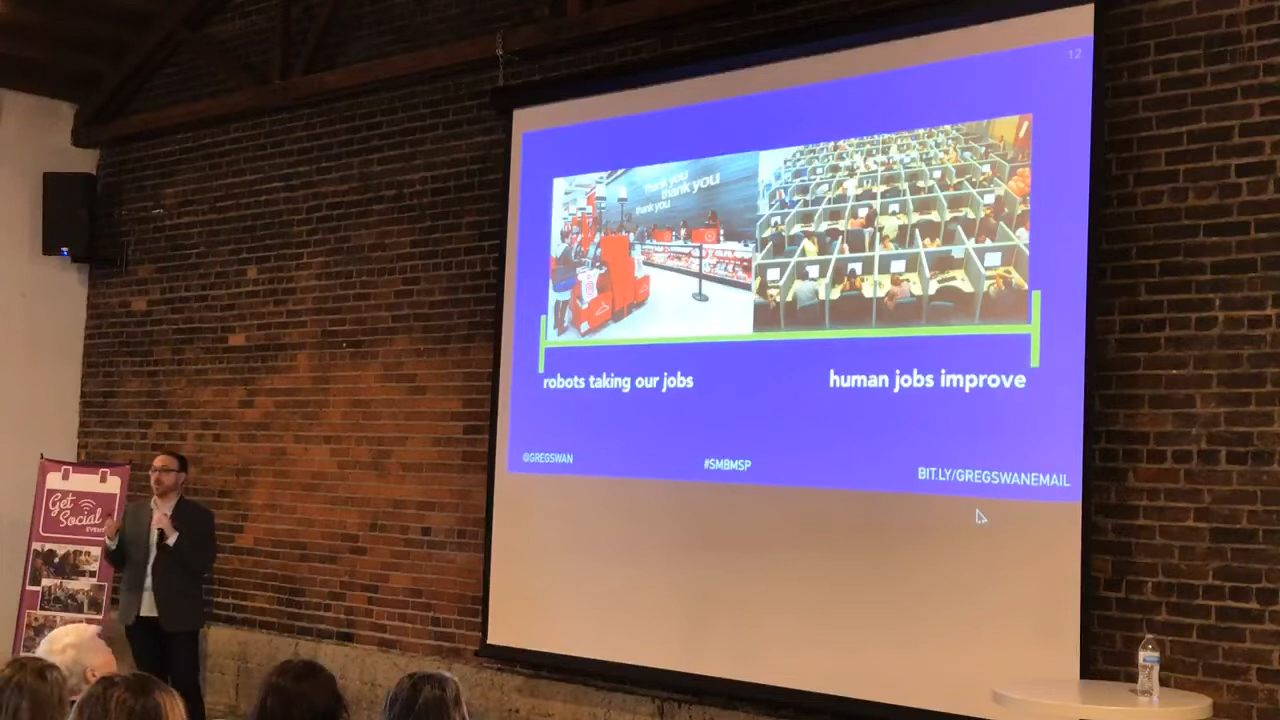 12
thank you
thank you
thank you
robots taking our jobs
human jobs improve
@GREGSWAN
#SMBMSP
BIT.LY/GREGSWANEMAIL
Get
Social
EVENTS